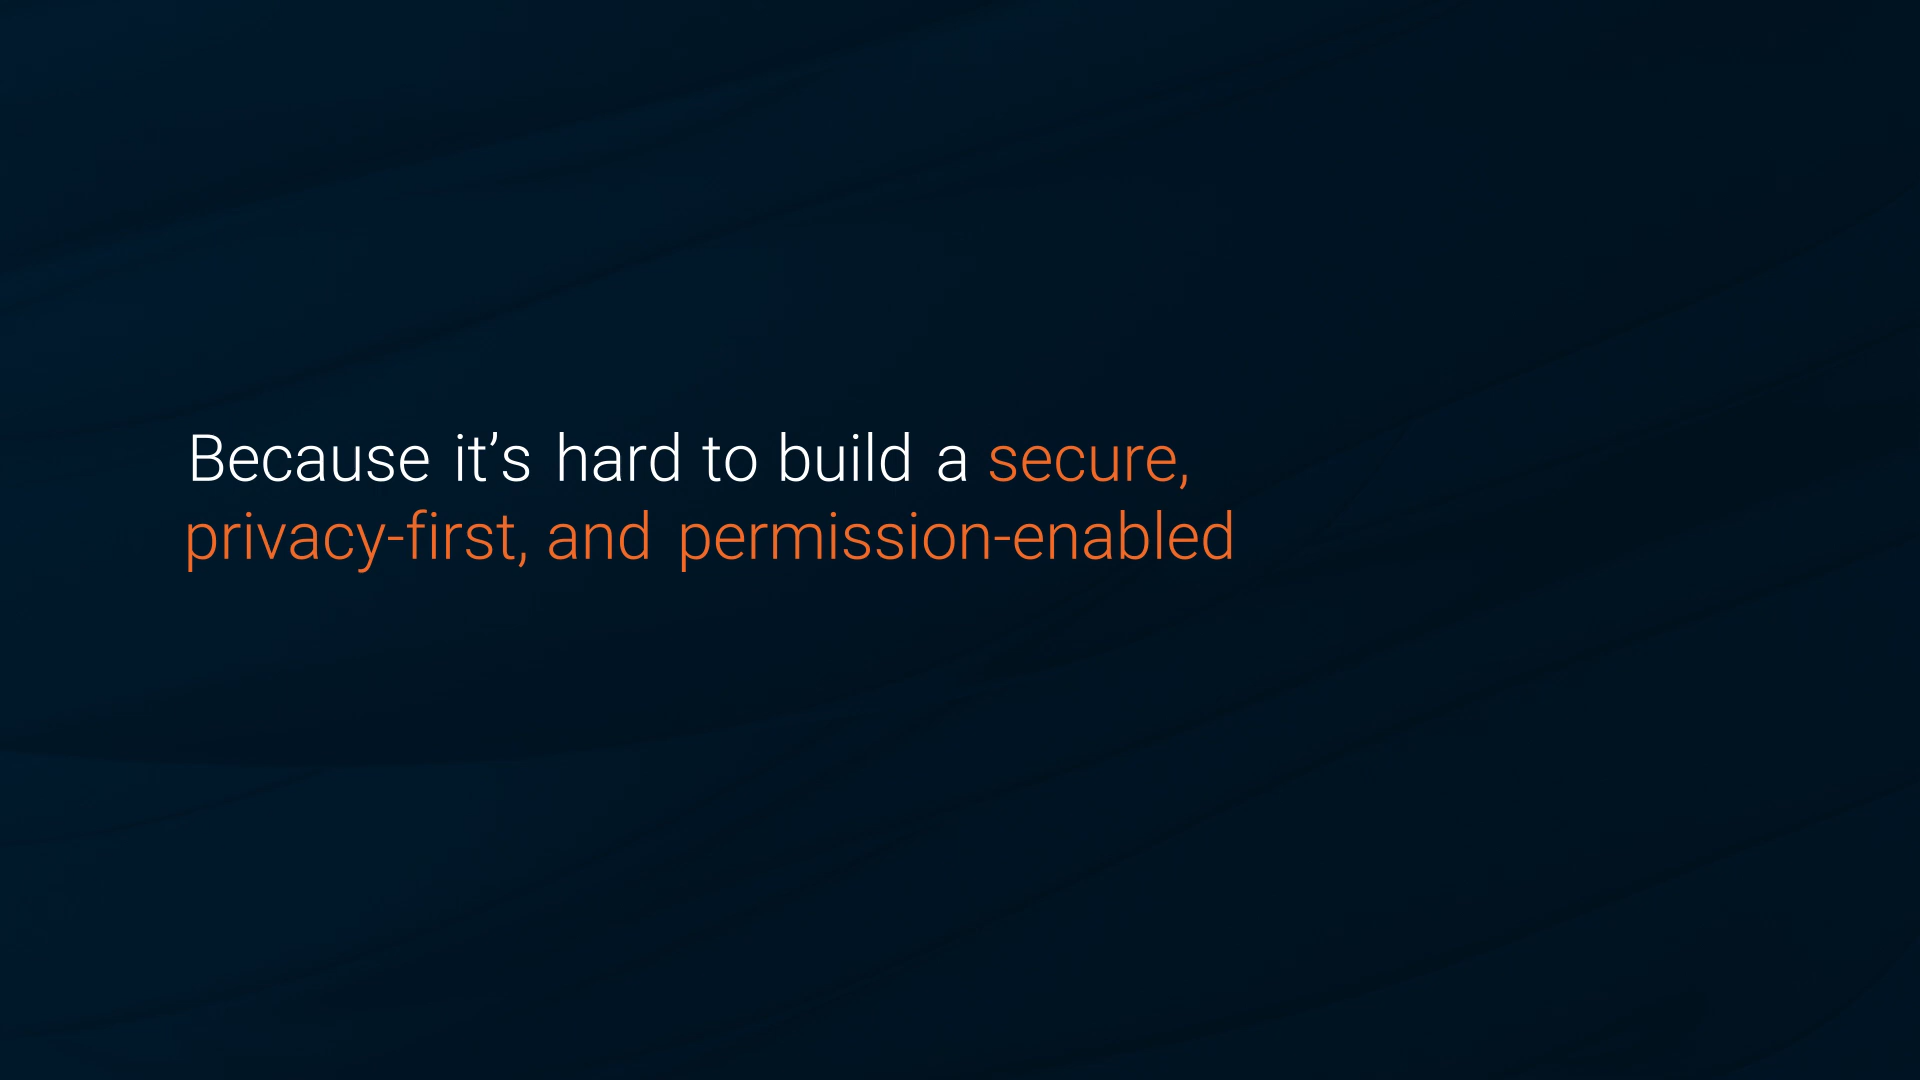 Because it’s hard to build a secure,
privacy-first, and permission-enabled